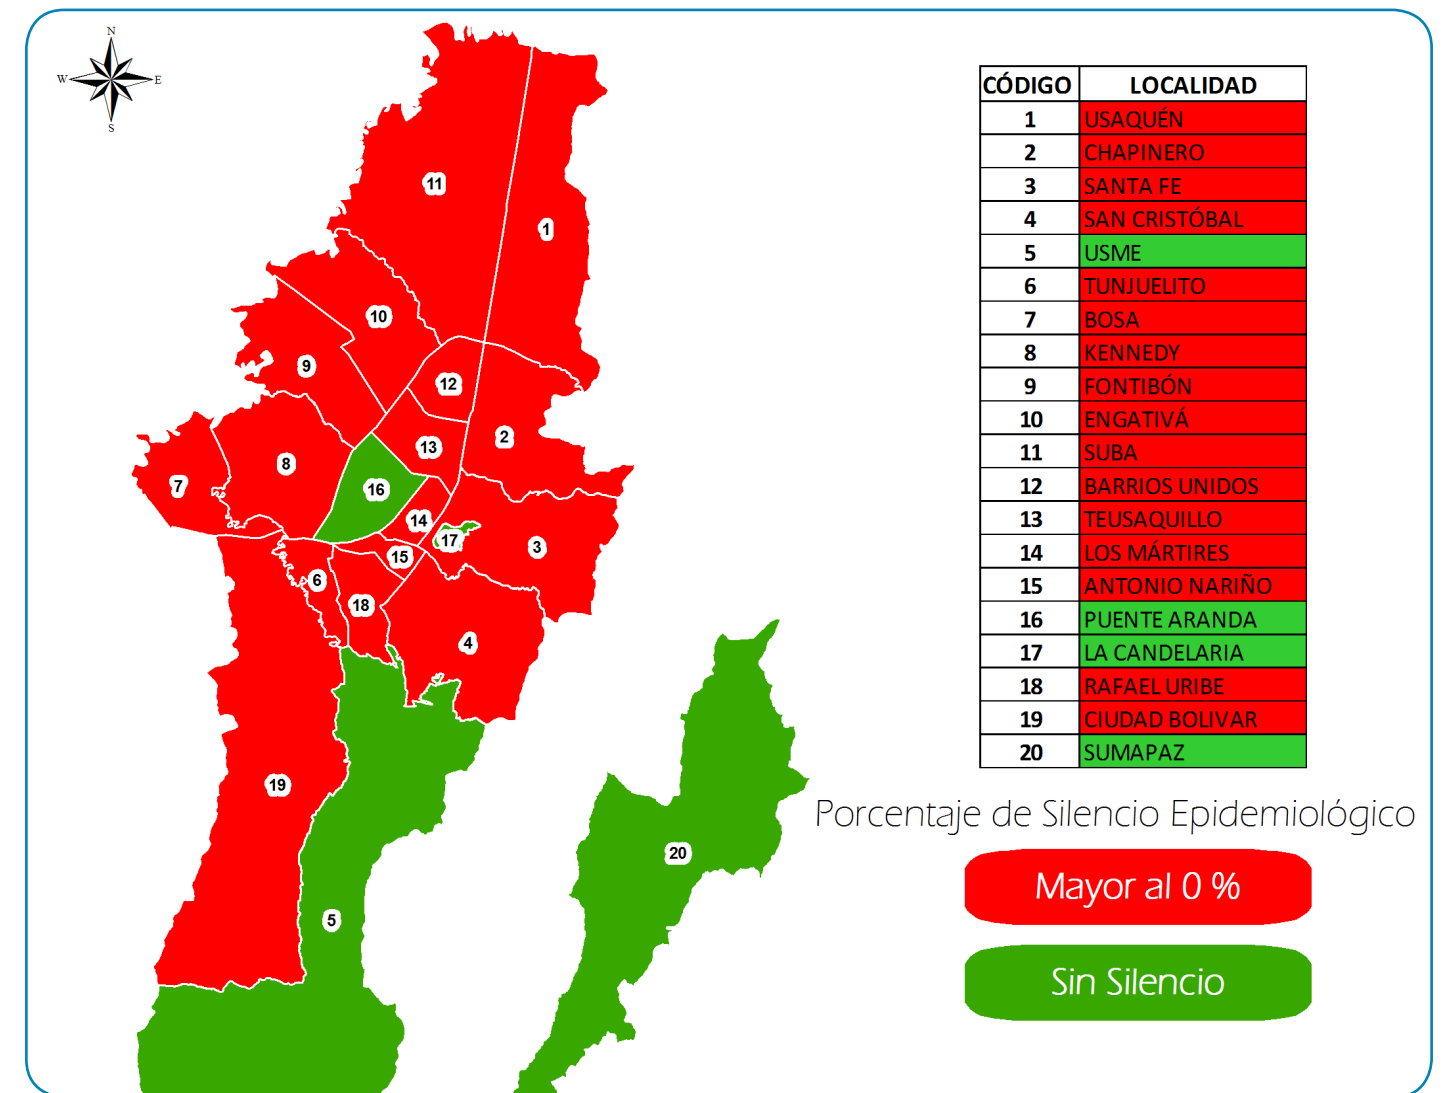 N
W E
S
11
1
10
9
12
13
2
8
7
16
14
17
3
15
6
18
4
19
5
20
CÓDIGO LOCALIDAD
1 USAQUÉN
2 CHAPINERO
3 SANTA FE
4 SAN CRISTÓBAL
5 USME
6 TUNJUELITO
7 BOSA
8 KENNEDY
9 FONTIBÓN
10 ENGATIVÁ
11 SUBA
12 BARRIOS UNIDOS
13 TEUSAQUILLO
14 LOS MÁRTIRES
15 ANTONIO NARIÑO
16 PUENTE ARANDA
17 LA CANDELARIA
18 RAFAEL URIBE
19 CIUDAD BOLIVAR
20 SUMAPAZ
Porcentaje de Silencio Epidemiológico
Mayor al 0 %
Sin Silencio